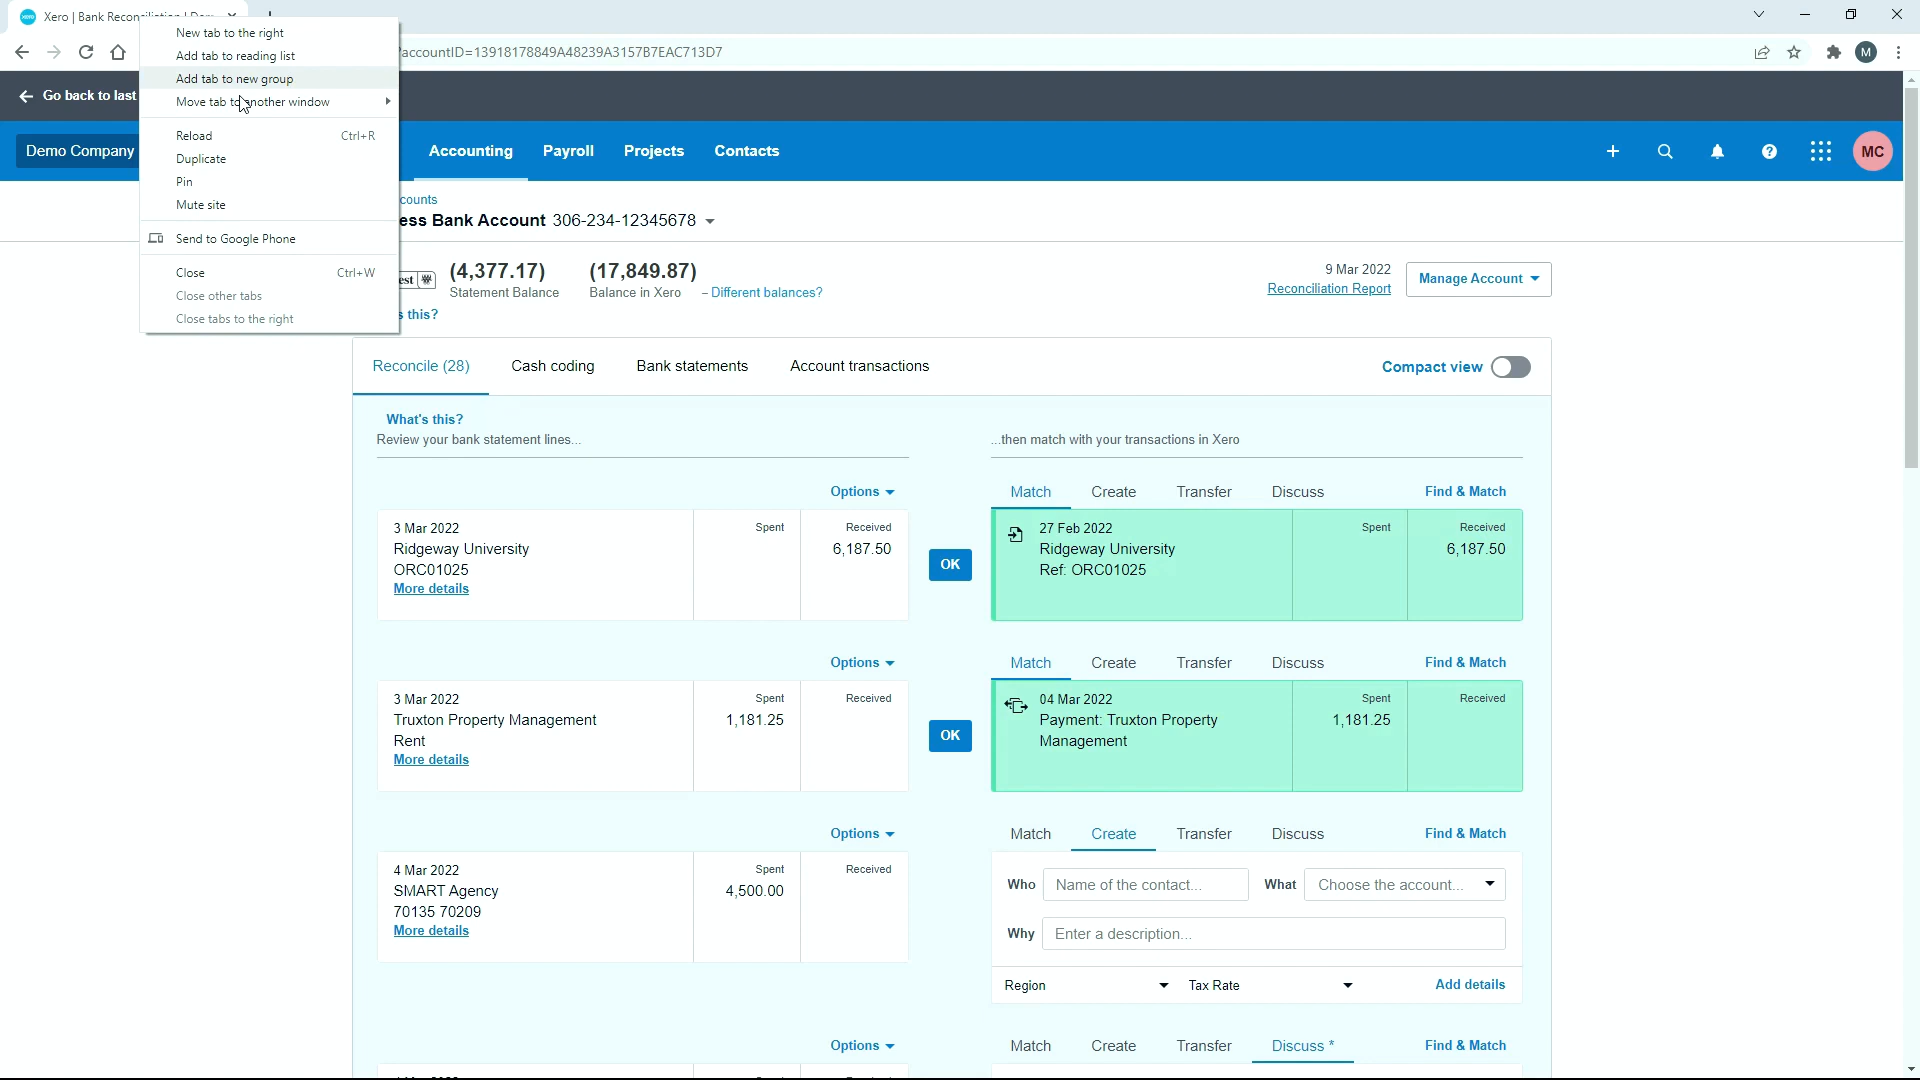 Xero | Bank Reconciliation | Dem
New tab to the right
Add tab to reading list
Add tab to new group
Move tab to another window
Reload Ctrl+R
Duplicate
Pin
Mute site
Send to Google Phone
Close Ctrl+W
Close other tabs
Close tabs to the right
?accountID=13918178849A48239A3157B7EAC713D7
M
Go back to last
Demo Company
Accounting Payroll Projects Contacts
MC
counts
ess Bank Account 306-234-12345678
est
(4,377.17) (17,849.87)
Statement Balance Balance in Xero - Different balances?
s this?
9 Mar 2022
Reconciliation Report
Manage Account
Reconcile (28) Cash coding Bank statements Account transactions
Compact view
What's this?
Review your bank statement lines...
...then match with your transactions in Xero
Options
Match Create Transfer Discuss Find & Match
3 Mar 2022 Spent Received
Ridgeway University 6,187.50
ORC01025
More details
OK
27 Feb 2022 Spent Received
Ridgeway University 6,187.50
Ref: ORC01025
Options
Match Create Transfer Discuss Find & Match
3 Mar 2022 Spent Received
Truxton Property Management 1,181.25
Rent
More details
OK
04 Mar 2022 Spent Received
Payment: Truxton Property 1,181.25
Management
Options
Match Create Transfer Discuss Find & Match
4 Mar 2022 Spent Received
SMART Agency 4,500.00
70135 70209
More details
Who Name of the contact... What Choose the account...
Why Enter a description...
Region Tax Rate Add details
Options
Match Create Transfer Discuss * Find & Match